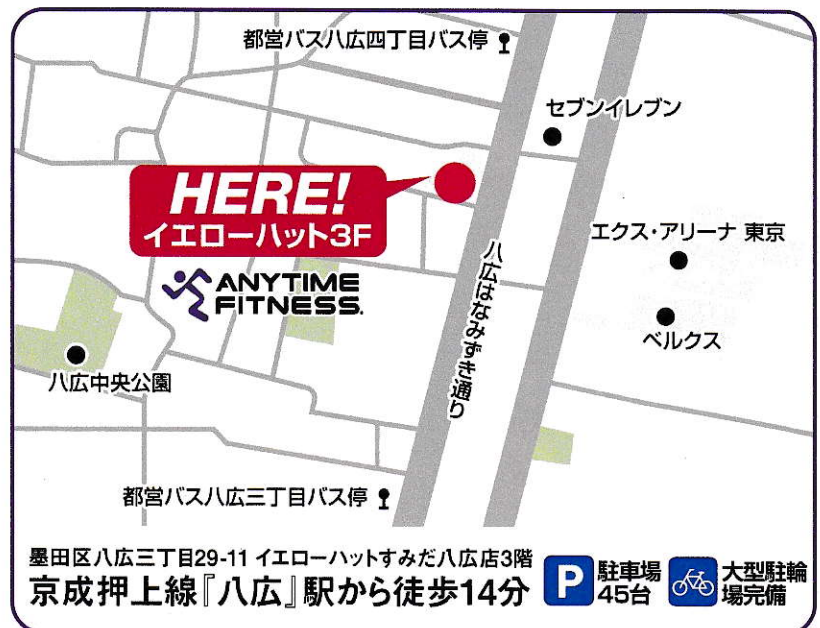 都営バス八広四丁目バス停
セブンイレブン
HERE!
イエローハット3F
ANYTIME
FITNESS.
エクス・アリーナ 東京
ベルクス
八広はなみずき通り
八広中央公園
都営バス八広三丁目バス停
墨田区八広三丁目29-11 イエローハットすみだ八広店3階
京成押上線『八広』駅から徒歩14分
P
駐車場
45台
大型駐輪
場完備